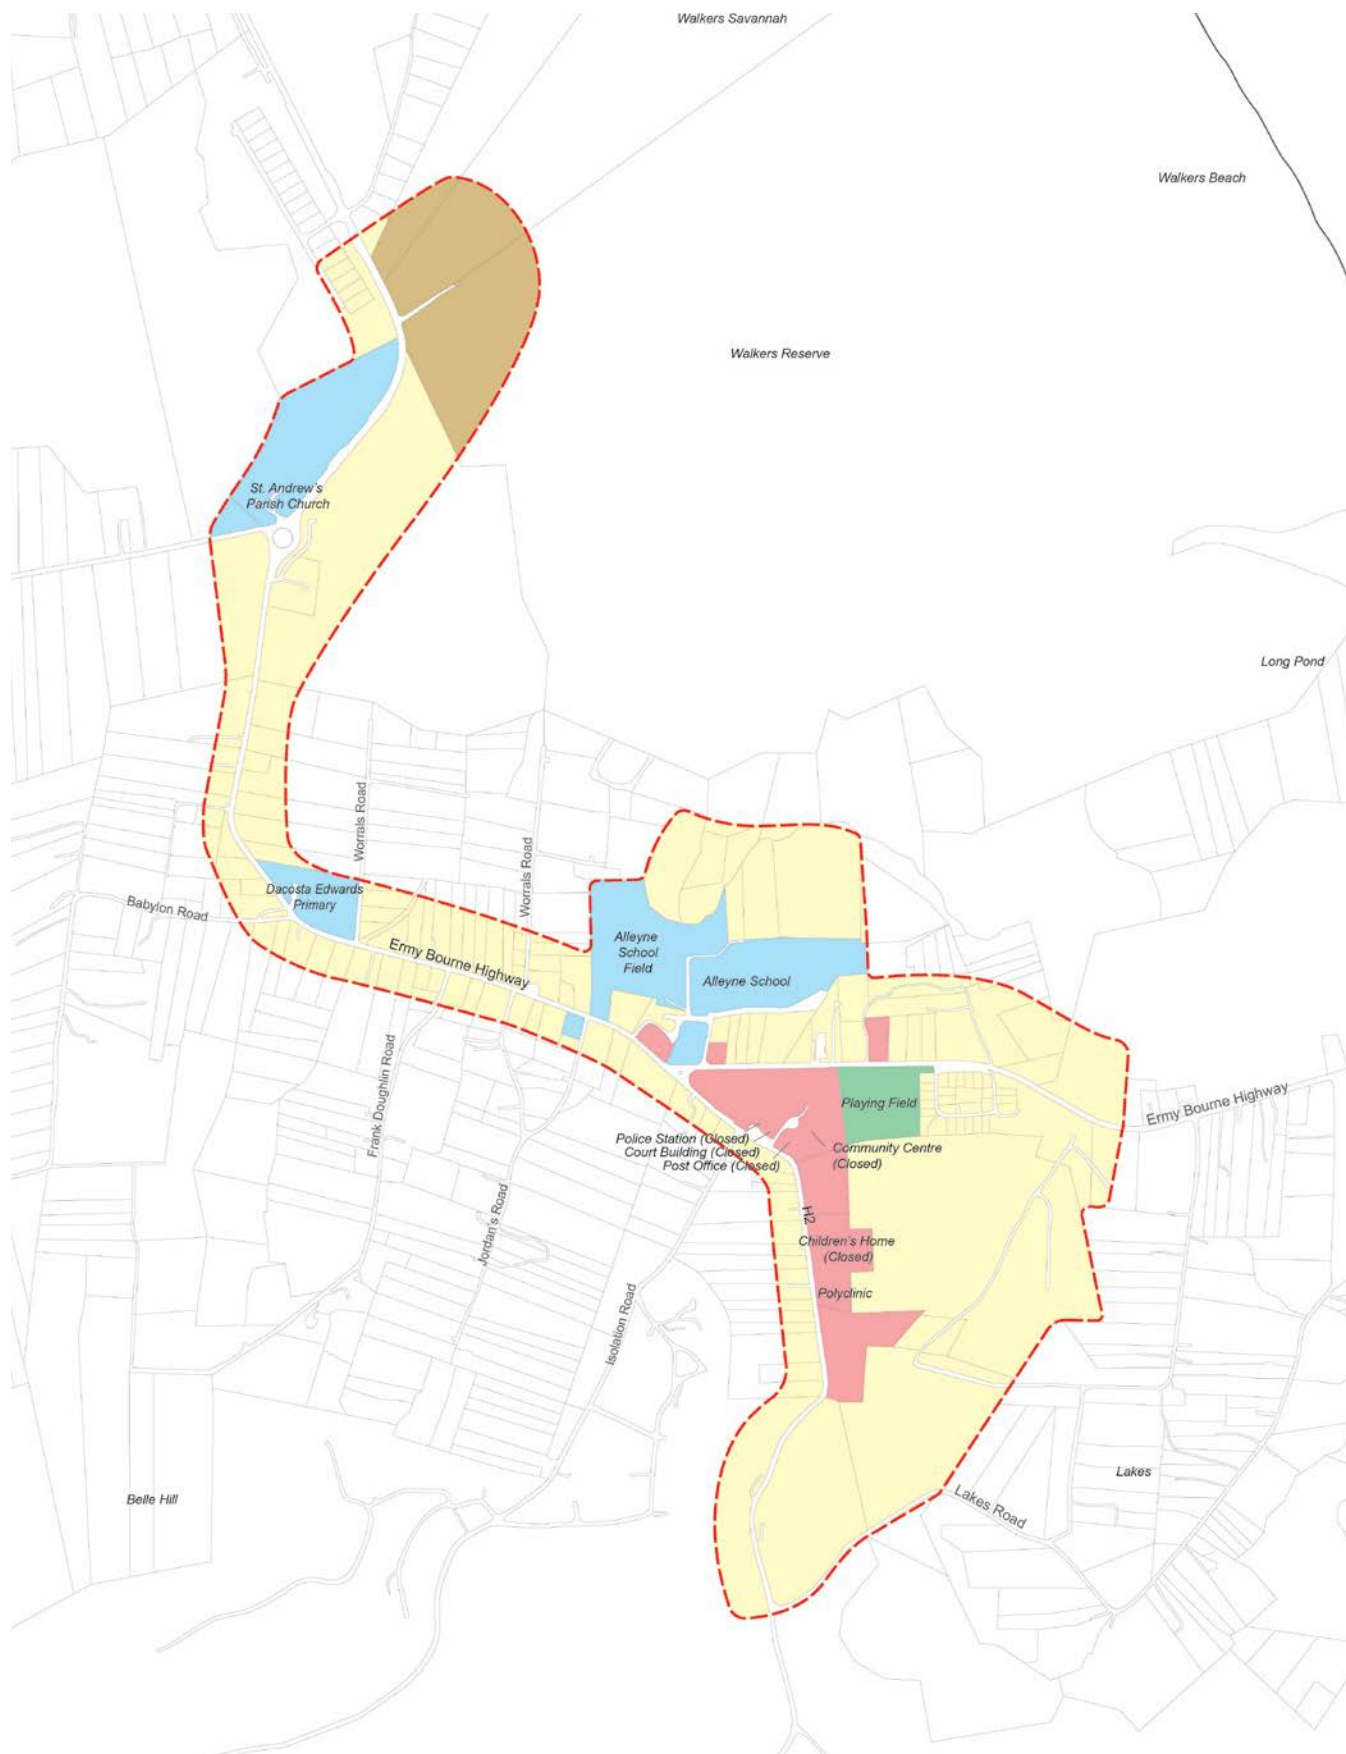 Walkers Savannah
Walkers Beach
Walkers Reserve
St. Andrew's
Parish Church
Long Pond
Worrals Road
Worrals Road
Dacosta Edwards
Primary
Babylon Road
Ermy Bourne Highway
Alleyne
School
Field
Alleyne School
Frank Doughlin Road
Playing Field
Ermy Bourne Highway
Police Station (Closed)
Court Building (Closed)
Post Office (Closed)
Community Centre
(Closed)
Jordan's Road
H2
Children's Home
(Closed)
Polyclinic
Isolation Road
Belle Hill
Lakes
Lakes Road